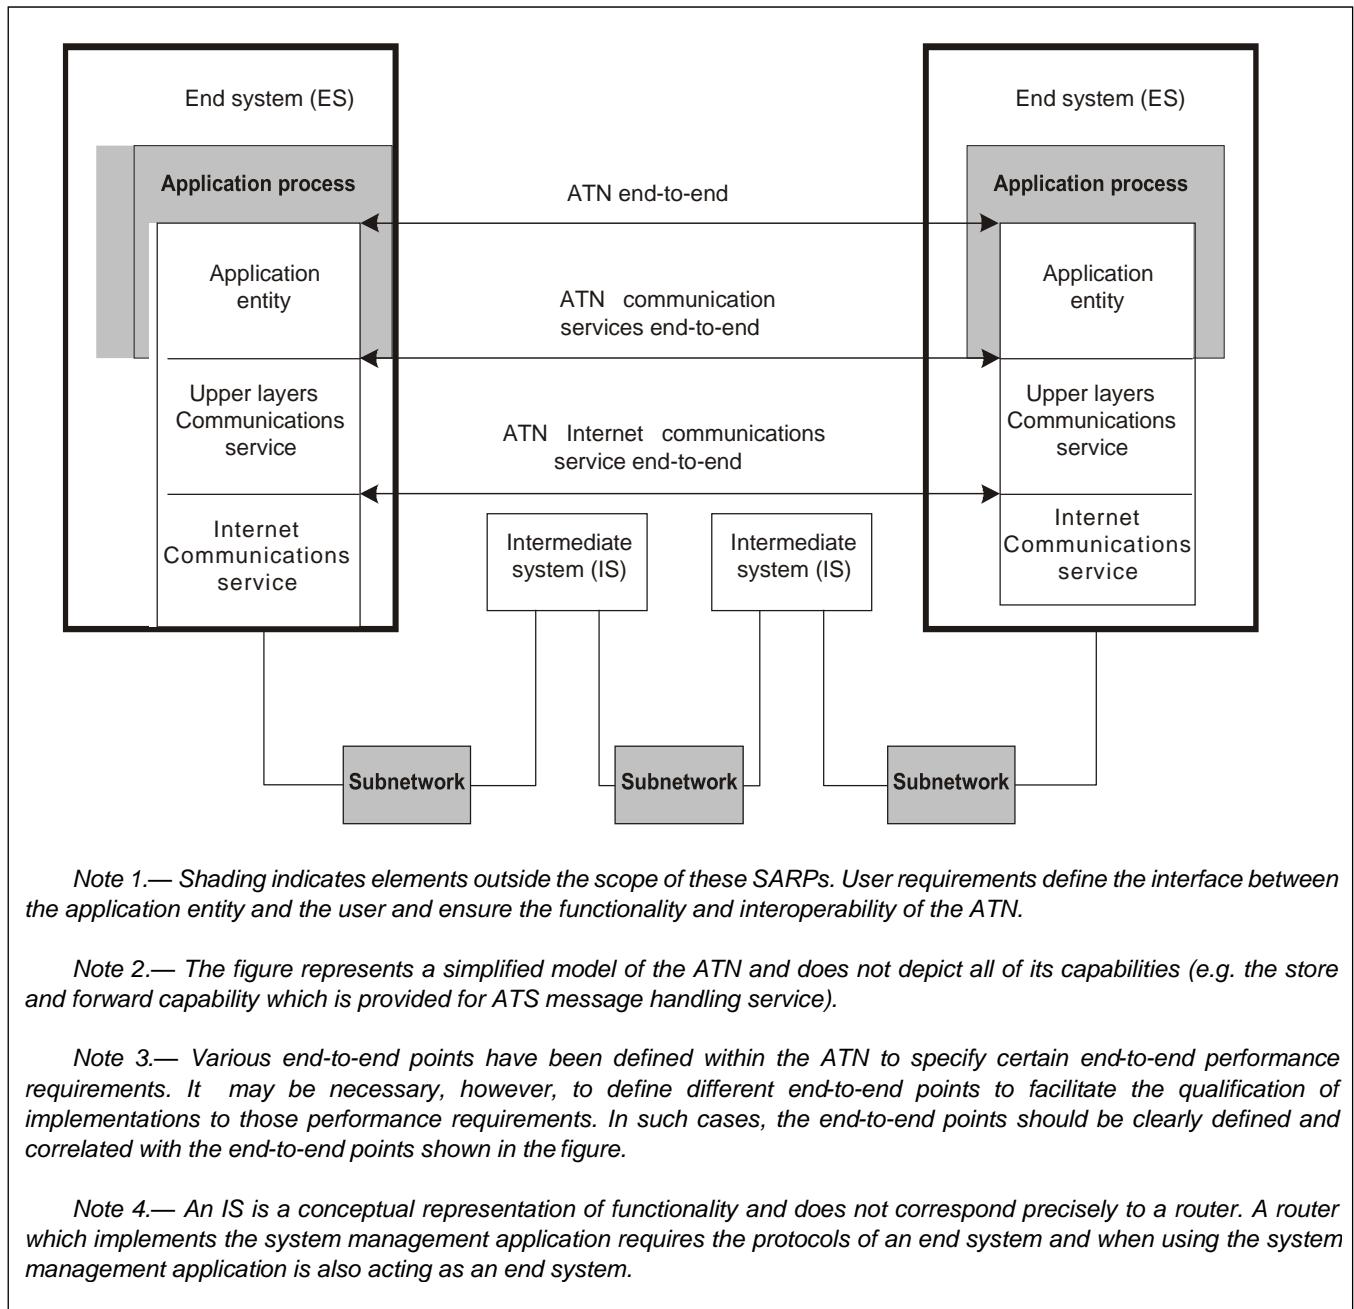 End system (ES)
End system (ES)
Application process
Application process
ATN end-to-end
Application
entity
Application
entity
ATN communication
services end-to-end
Upper layers
Communications
service
Upper layers
Communications
service
ATN Internet communications
service end-to-end
Internet
Communications
service
Intermediate
system (IS)
Intermediate
system (IS)
Internet
Communications
service
Subnetwork
Subnetwork
Subnetwork
Note 1.— Shading indicates elements outside the scope of these SARPs. User requirements define the interface between
the application entity and the user and ensure the functionality and interoperability of the ATN.
Note 2.— The figure represents a simplified model of the ATN and does not depict all of its capabilities (e.g. the store
and forward capability which is provided for ATS message handling service).
Note 3.— Various end-to-end points have been defined within the ATN to specify certain end-to-end performance
requirements. It may be necessary, however, to define different end-to-end points to facilitate the qualification of
implementations to those performance requirements. In such cases, the end-to-end points should be clearly defined and
correlated with the end-to-end points shown in the figure.
Note 4.— An IS is a conceptual representation of functionality and does not correspond precisely to a router. A router
which implements the system management application requires the protocols of an end system and when using the system
management application is also acting as an end system.